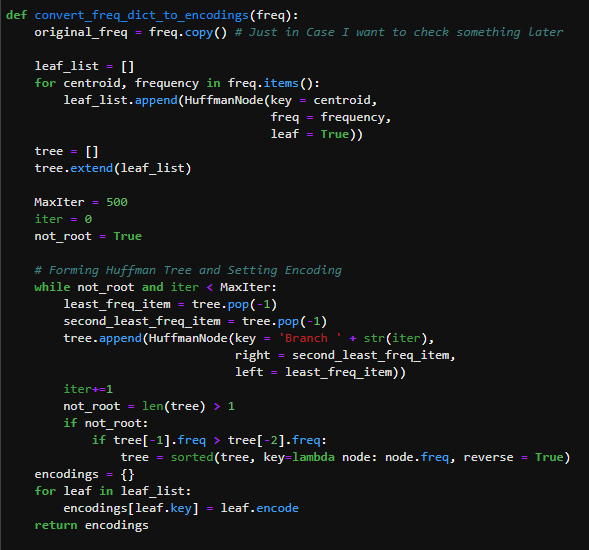 def convert_freq_dict_to_encodings(freq):
    original_freq = freq.copy() # Just in Case I want to check something later

    leaf_list = []
    for centroid, frequency in freq.items():
        leaf_list.append(HuffmanNode(key = centroid,
                                     freq = frequency,
                                     leaf = True))
    tree = []
    tree.extend(leaf_list)

    MaxIter = 500
    iter = 0
    not_root = True

    # Forming Huffman Tree and Setting Encoding
    while not_root and iter < MaxIter:
        least_freq_item = tree.pop(-1)
        second_least_freq_item = tree.pop(-1)
        tree.append(HuffmanNode(key = 'Branch ' + str(iter),
                                right = second_least_freq_item,
                                left = least_freq_item))
        iter+=1
        not_root = len(tree) > 1
        if not_root:
            if tree[-1].freq > tree[-2].freq:
                tree = sorted(tree, key=lambda node: node.freq, reverse = True)
    encodings = {}
    for leaf in leaf_list:
        encodings[leaf.key] = leaf.encode
    return encodings